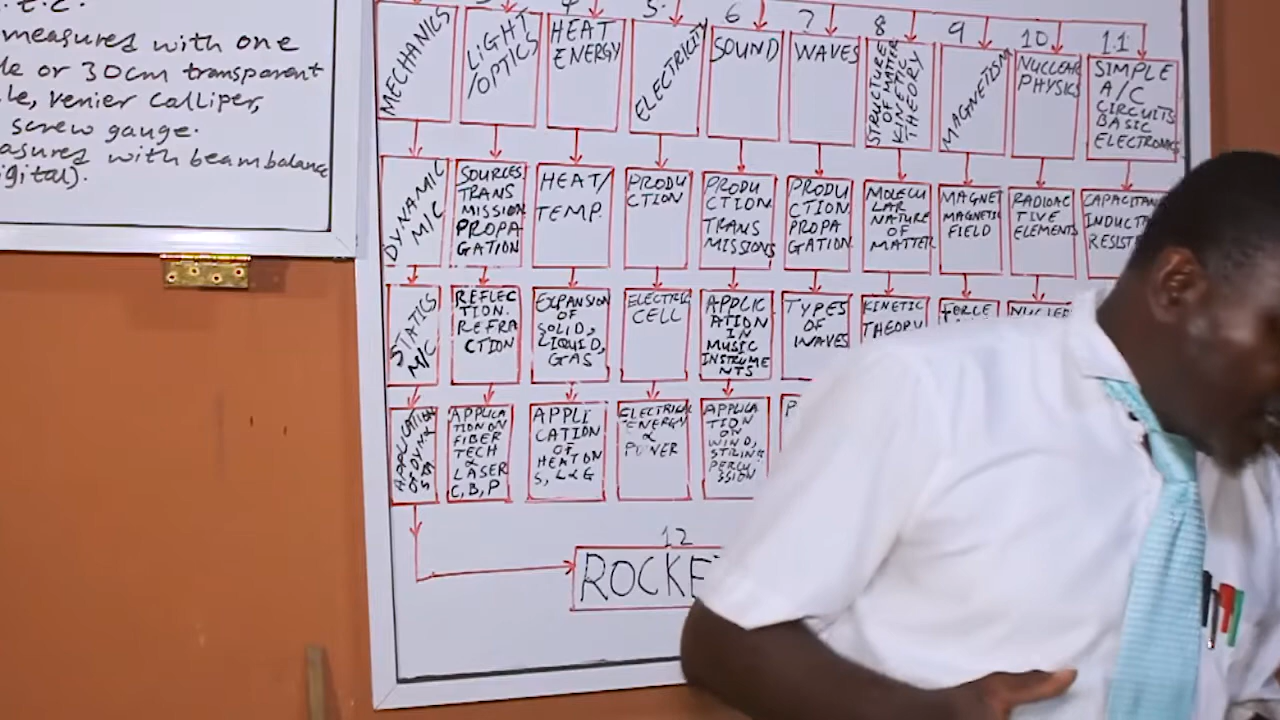 measures with one
or 30cm transparent
venier calliper,
screw gauge.
measures with beam balance
6
7
8
9
10
11
MECHANICS
LIGHT
/OPTICS
HEAT
ENERGY
5.
ELECTRICITY
SOUND
WAVES
STRUCTURE
OF MATTER
KINETIC
THEORY
MAGNETISM
NUCLEAR
PHYSICS
SIMPLE
A/C
CIRCUITS
BASIC
ELECTRONICS
DYNAMIC
M/C
SOURCES
TRANS
MISSION
PROPA
GATION
HEAT/
TEMP.
PRODU
CTION
PRODU
CTION
TRANS
MISSIONS
PRODU
CTION
PROPA
GATION
MOLECU
LAR
NATURE
OF
MATTER
MAGNET
MAGNETIC
FIELD
RADIOAC
TIVE
ELEMENTS
STATICS
M/C
REFLEC
TION.
REFRA
CTION
EXPANSION
OF
SOLID,
LIQUID,
GAS
ELECTRIC
CELL
APPLIC
ATION
IN
MUSIC
INSTRUME
NTS
TYPES
OF
WAVES
KINETIC
THEORY
FORCE
APPLICATION
APPLICA
TION ON
FIBER
TECH
&
LASER
C, B, P
APPLI
CATION
OF
HEAT ON
S, L & G
ELECTRICAL
ENERGY
&
POWER
APPLICA
TION ON
WIND,
STRING
PERCU
SSION
12